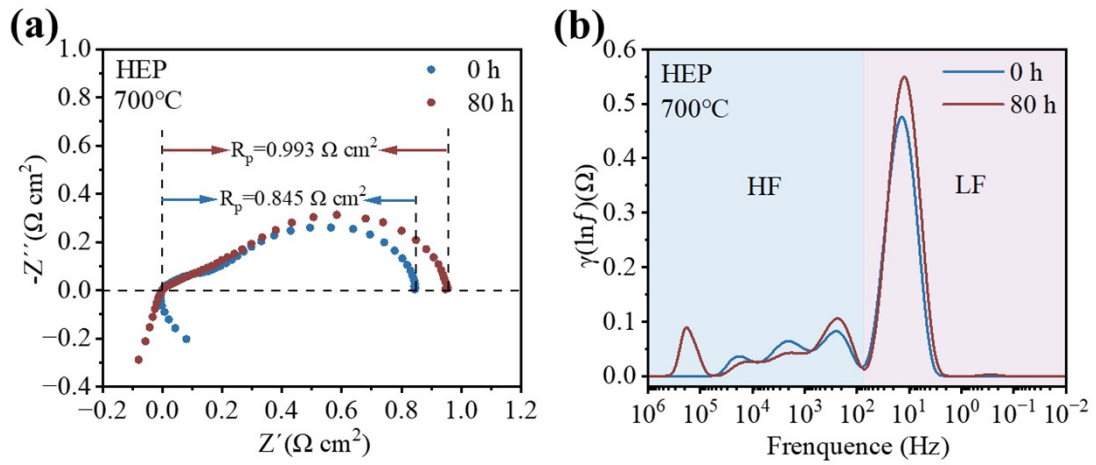 (a)
HEP
700℃
0 h
80 h
Rp=0.993 Ω cm²
Rp=0.845 Ω cm²
1.0
0.8
0.6
0.4
0.2
0.0
−0.2
−0.4
-Z´´(Ω cm²)
−0.2 0.0 0.2 0.4 0.6 0.8 1.0 1.2
Z´(Ω cm²)
(b)
HEP
700℃
0 h
80 h
HF
LF
0.6
0.5
0.4
0.3
0.2
0.1
0.0
γ(lnf)(Ω)
10⁶ 10⁵ 10⁴ 10³ 10² 10¹ 10⁰ 10⁻¹ 10⁻²
Frenquence (Hz)